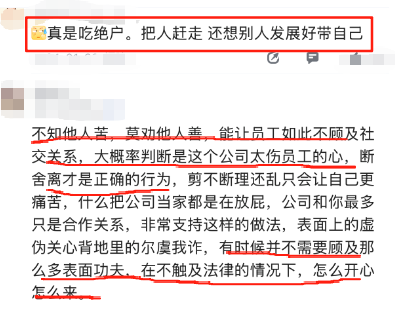 真是吃绝户。把人赶走 还想别人发展好带自己
不知他人苦，莫劝他人善，能让员工如此不顾及社
交关系，大概率判断是这个公司太伤员工的心，断
舍离才是正确的行为，剪不断理还乱只会让自己更
痛苦，什么把公司当家都是在放屁，公司和你最多
只是合作关系，非常支持这样的做法，表面上的虚
伪关心背地里的尔虞我诈，有时候并不需要顾及那
么多表面功夫，在不触及法律的情况下，怎么开心
怎么来。